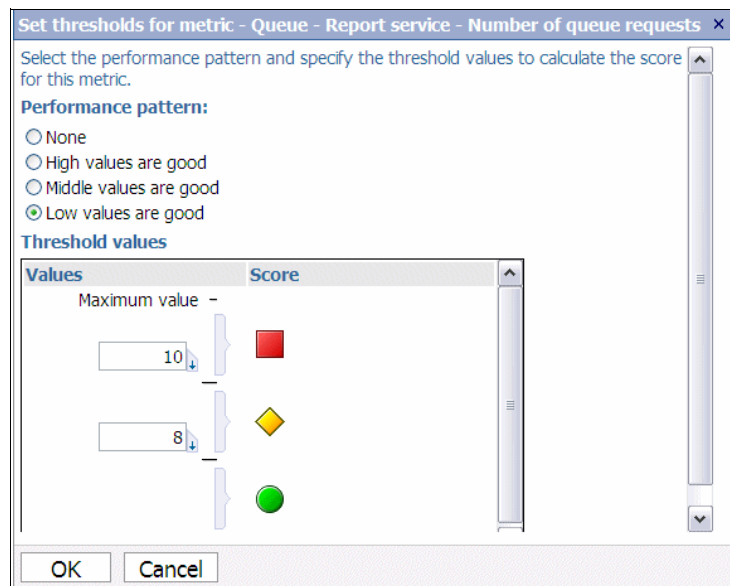 Set thresholds for metric - Queue - Report service - Number of queue requests ×
Select the performance pattern and specify the threshold values to calculate the score
for this metric.
Performance pattern:
None
High values are good
Middle values are good
Low values are good
Threshold values
Values Score
Maximum value -
10
8
OK Cancel